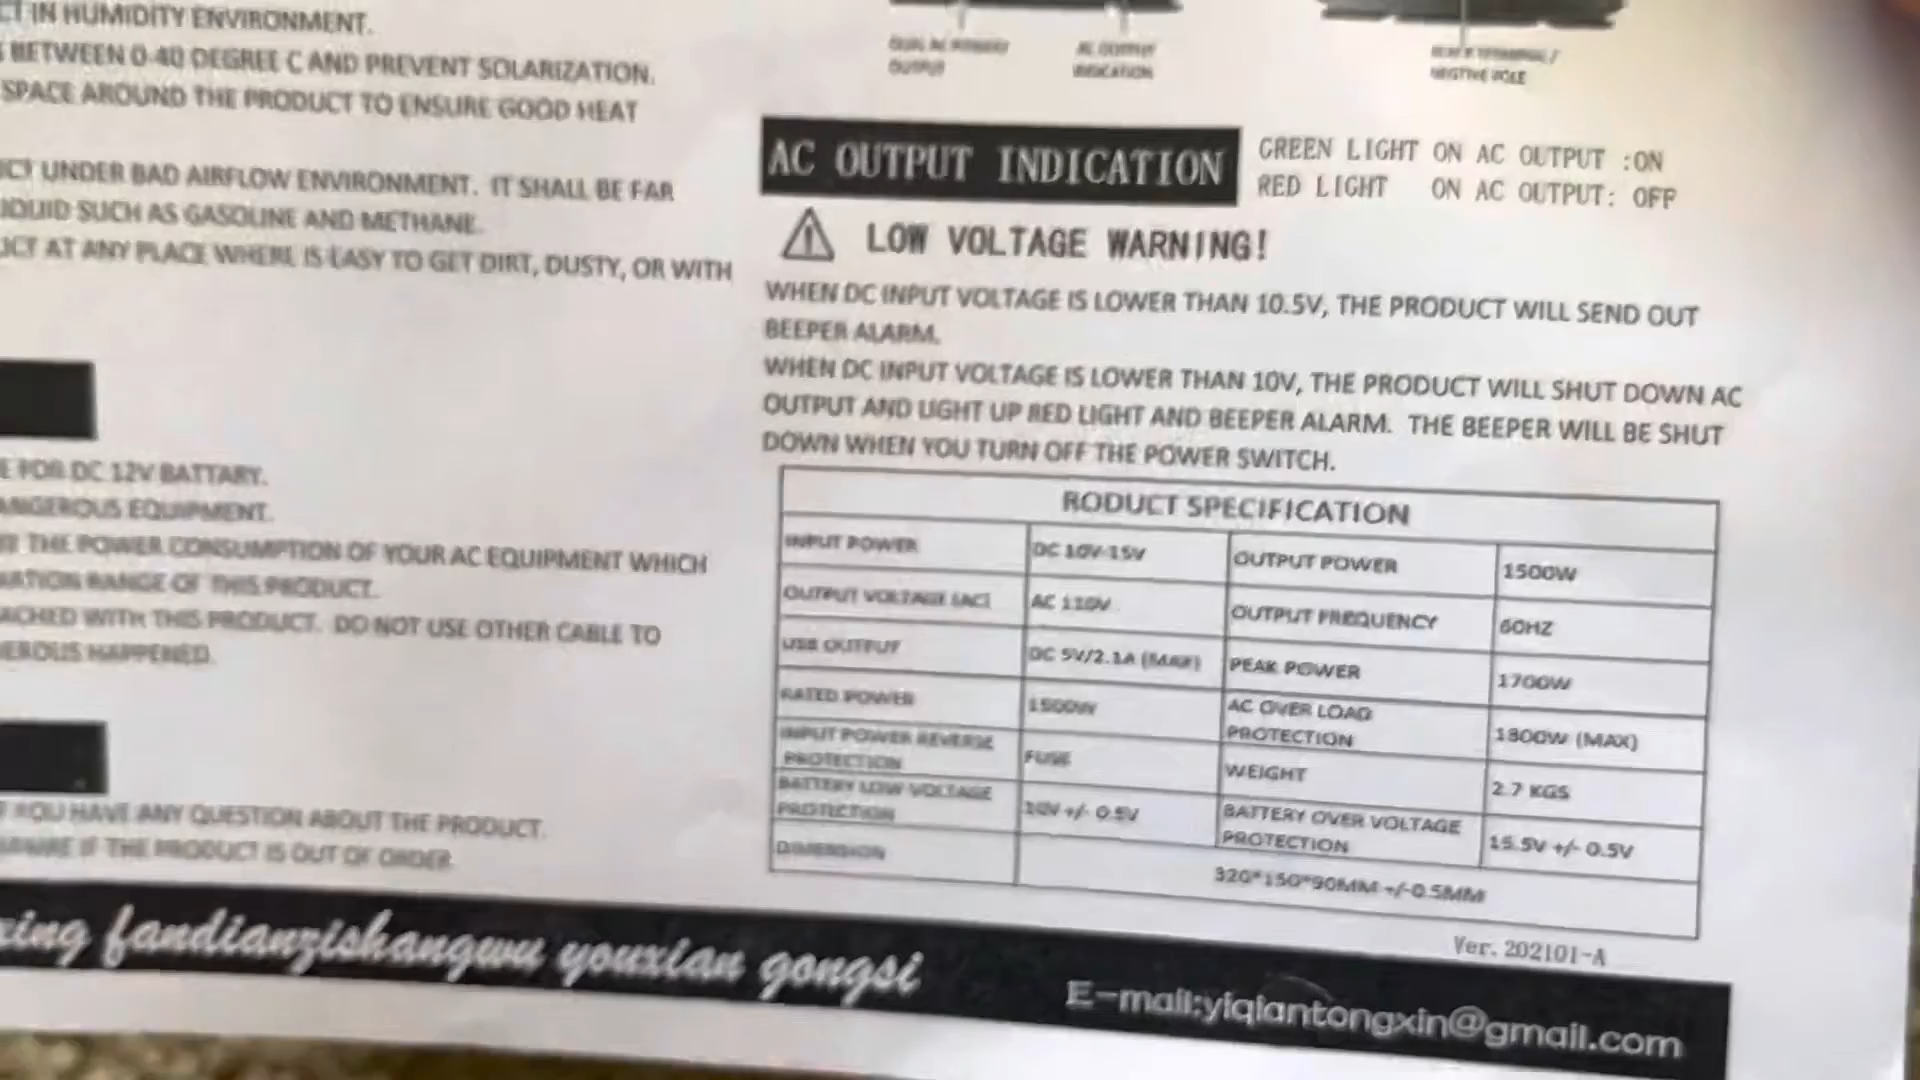 IN HUMIDITY ENVIRONMENT.
BETWEEN 0-40 DEGREE C AND PREVENT SOLARIZATION.
SPACE AROUND THE PRODUCT TO ENSURE GOOD HEAT
UNDER BAD AIRFLOW ENVIRONMENT. IT SHALL BE FAR
SUCH AS GASOLINE AND METHANE.
AT ANY PLACE WHERE IS EASY TO GET DIRT, DUSTY, OR WITH
FOR DC 12V BATTARY.
EQUIPMENT.
THE POWER CONSUMPTION OF YOUR AC EQUIPMENT WHICH
RANGE OF THIS PRODUCT.
WITH THIS PRODUCT. DO NOT USE OTHER CABLE TO
HAPPENED.
YOU HAVE ANY QUESTION ABOUT THE PRODUCT.
IF THE PRODUCT IS OUT OF ORDER.
OUTPUT
AC OUTPUT
INDICATION
AC OUTPUT INDICATION
GREEN LIGHT ON AC OUTPUT :ON
RED LIGHT ON AC OUTPUT: OFF
LOW VOLTAGE WARNING!
WHEN DC INPUT VOLTAGE IS LOWER THAN 10.5V, THE PRODUCT WILL SEND OUT
BEEPER ALARM.
WHEN DC INPUT VOLTAGE IS LOWER THAN 10V, THE PRODUCT WILL SHUT DOWN AC
OUTPUT AND LIGHT UP RED LIGHT AND BEEPER ALARM. THE BEEPER WILL BE SHUT
DOWN WHEN YOU TURN OFF THE POWER SWITCH.
RODUCT SPECIFICATION
INPUT POWER DC 10V-15V OUTPUT POWER 1500W
OUTPUT VOLTAGE (AC) AC 110V OUTPUT FREQUENCY 60HZ
USB OUTPUT DC 5V/2.1A (MAX) PEAK POWER 1700W
RATED POWER 1500W AC OVER LOAD PROTECTION 1800W (MAX)
INPUT POWER REVERSE PROTECTION FUSE WEIGHT 2.7 KGS
BATTERY LOW VOLTAGE PROTECTION 10V +/- 0.5V BATTERY OVER VOLTAGE PROTECTION 15.5V +/- 0.5V
DIMENSION 320*150*90MM +/-0.5MM
Ver. 202101-A
fandianzishangwu youxian gongsi
E-mail:yiqiantongxin@gmail.com